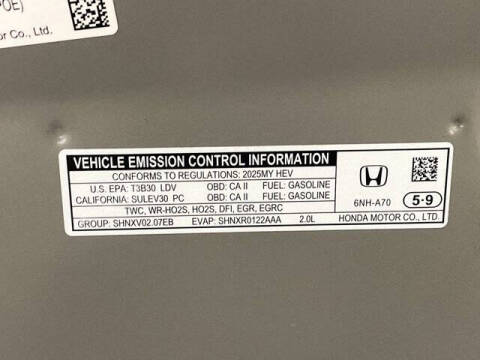 POE)
or Co., Ltd.
VEHICLE EMISSION CONTROL INFORMATION
CONFORMS TO REGULATIONS: 2025MY HEV
U.S. EPA: T3B30 LDV OBD: CA II FUEL: GASOLINE
CALIFORNIA: SULEV30 PC OBD: CA II FUEL: GASOLINE
TWC, WR-HO2S, HO2S, DFI, EGR, EGRC
GROUP: SHNXV02.07EB EVAP: SHNXR0122AAA 2.0L
6NH-A70 5·9
HONDA MOTOR CO., LTD.